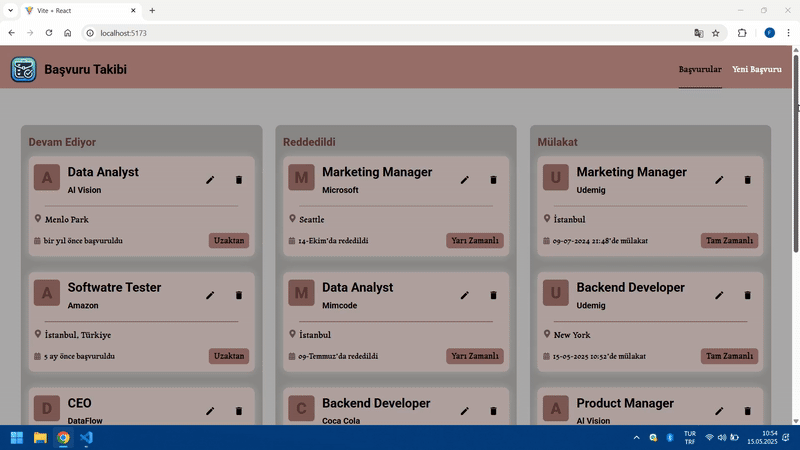 Vite + React
localhost:5173
F
Başvuru Takibi
Başvurular
Yeni Başvuru
Devam Ediyor
A
Data Analyst
AI Vision
Menlo Park
bir yıl önce başvuruldu
Uzaktan
A
Softwatre Tester
Amazon
İstanbul, Türkiye
5 ay önce başvuruldu
Uzaktan
D
CEO
DataFlow
Reddedildi
M
Marketing Manager
Microsoft
Seattle
14-Ekim'da rededildi
Yarı Zamanlı
M
Data Analyst
Mimcode
İstanbul
09-Temmuz'da rededildi
Yarı Zamanlı
C
Backend Developer
Coca Cola
Mülakat
U
Marketing Manager
Udemig
İstanbul
09-07-2024 21:48'de mülakat
Tam Zamanlı
U
Backend Developer
Udemig
New York
15-05-2025 10:52'de mülakat
Tam Zamanlı
A
Product Manager
AI Vision
TUR
TRF
10:54
15.05.2025